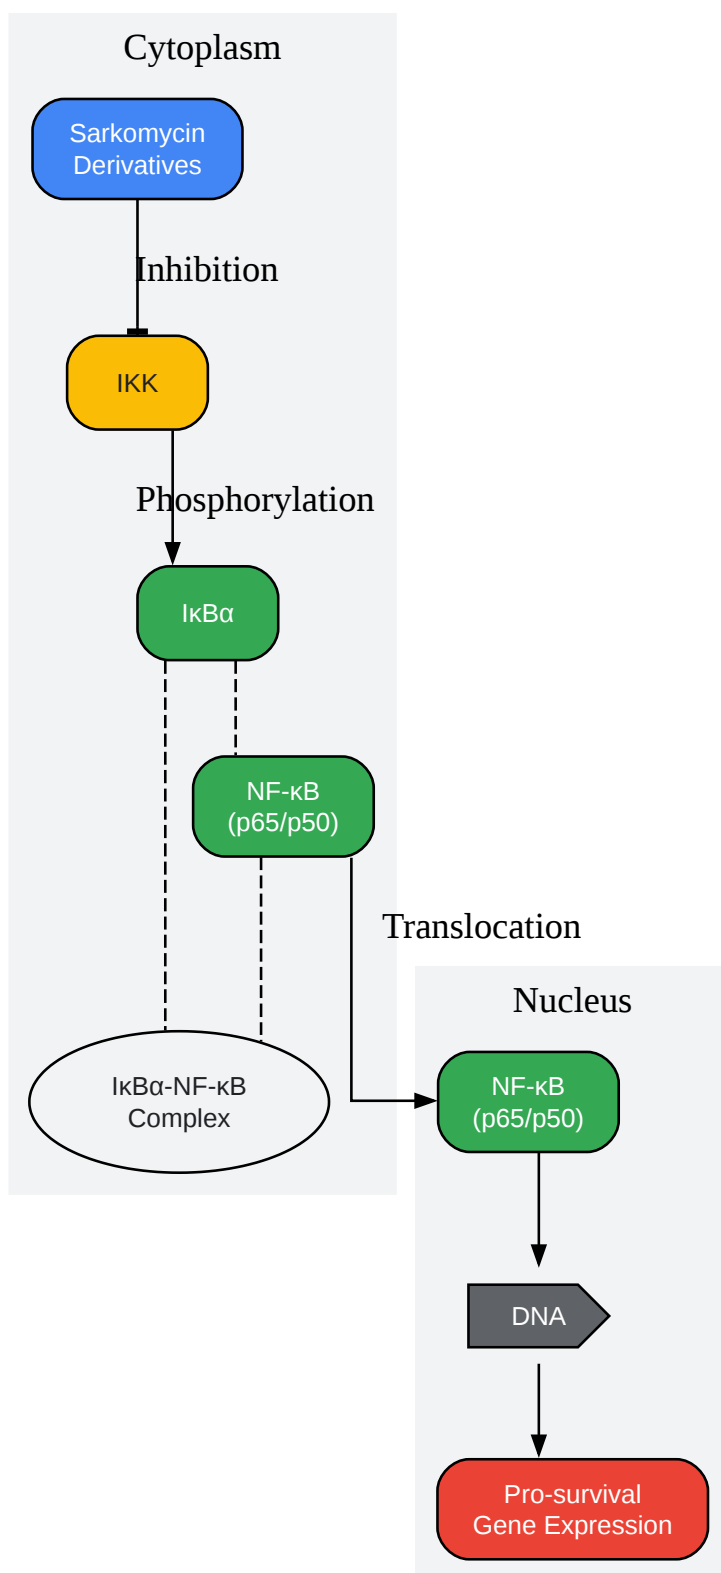 Cytoplasm
Sarkomycin
Derivatives
Inhibition
IKK
Phosphorylation
IκBα
NF-κB
(p65/p50)
Translocation
Nucleus
IκBα-NF-κB
Complex
NF-κB
(p65/p50)
DNA
Pro-survival
Gene Expression